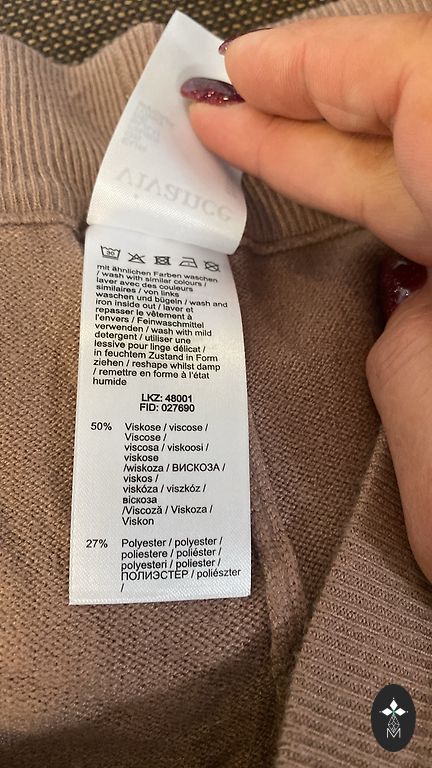 vivance
30
mit ähnlichen Farben waschen
/ wash with similar colours /
laver avec des couleurs
similaires / von links
waschen und bügeln / wash and
iron inside out / laver et
repasser le vêtement à
l'envers / Feinwaschmittel
verwenden / wash with mild
detergent / utiliser une
lessive pour linge délicat /
in feuchtem Zustand in Form
ziehen / reshape whilst damp
/ remettre en forme à l'état
humide
LKZ: 48001
FID: 027690
50% Viskose / viscose /
Viscose /
viscosa / viskoosi /
viskose
/wiskoza / ВИСКОЗА /
viskos /
viskóza / viszkóz /
віскоза
/Viscoză / Viskoza /
Viskon
27% Polyester / polyester /
poliestere / poliéster /
polyesteri / poliester /
ПОЛИЭСТЕР / poliészter
/